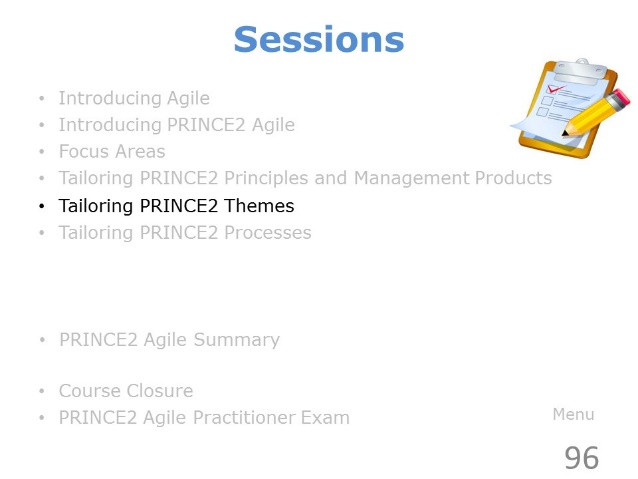 Sessions
• Introducing Agile
• Introducing PRINCE2 Agile
• Focus Areas
• Tailoring PRINCE2 Principles and Management Products
• Tailoring PRINCE2 Themes
• Tailoring PRINCE2 Processes
• PRINCE2 Agile Summary
• Course Closure
• PRINCE2 Agile Practitioner Exam
Menu
96